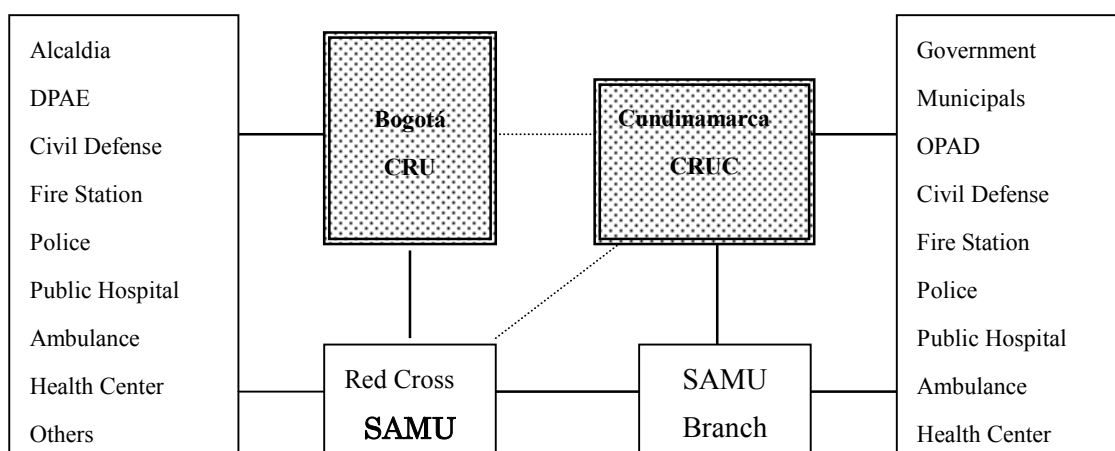 Alcaldia
DPAE
Civil Defense
Fire Station
Police
Public Hospital
Ambulance
Health Center
Others
Bogotá
CRU
Cundinamarca
CRUC
Red Cross
SAMU
SAMU
Branch
Government
Municipals
OPAD
Civil Defense
Fire Station
Police
Public Hospital
Ambulance
Health Center